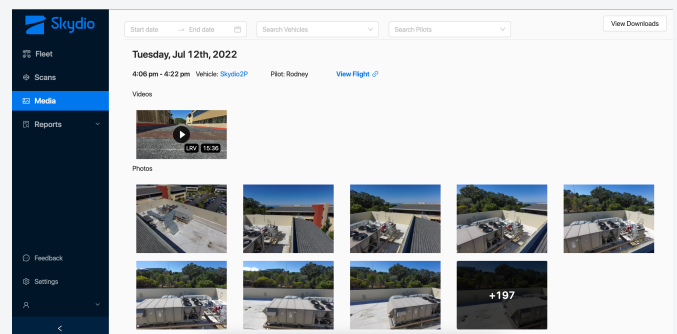 Skydio
Start date → End date
Search Vehicles
Search Pilots
View Downloads
Fleet
Scans
Media
Reports
Feedback
Settings
Tuesday, Jul 12th, 2022
4:06 pm - 4:22 pm Vehicle: Skydio2P Pilot: Rodney View Flight
Videos
LRV 15:36
Photos
+197